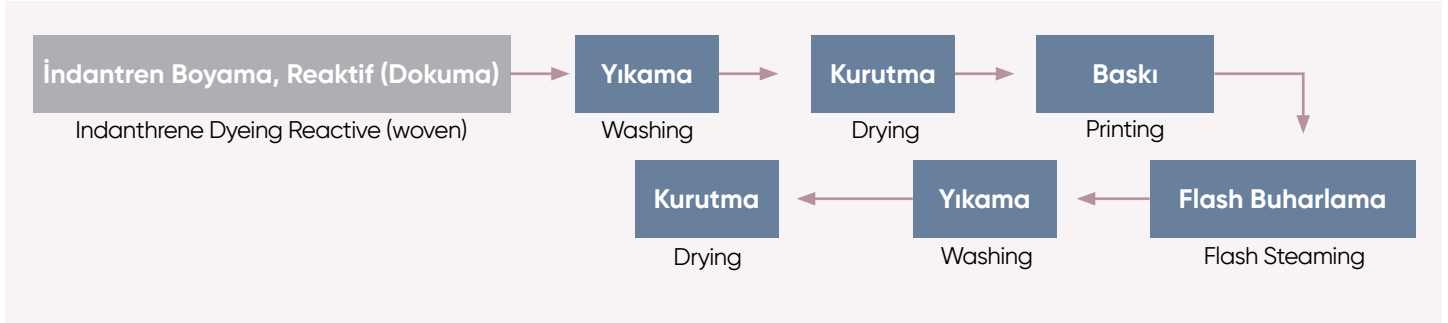 İndantren Boyama, Reaktif (Dokuma)
Indanthrene Dyeing Reactive (woven)
Yıkama
Washing
Kurutma
Drying
Baskı
Printing
Flash Buharlama
Flash Steaming
Yıkama
Washing
Kurutma
Drying